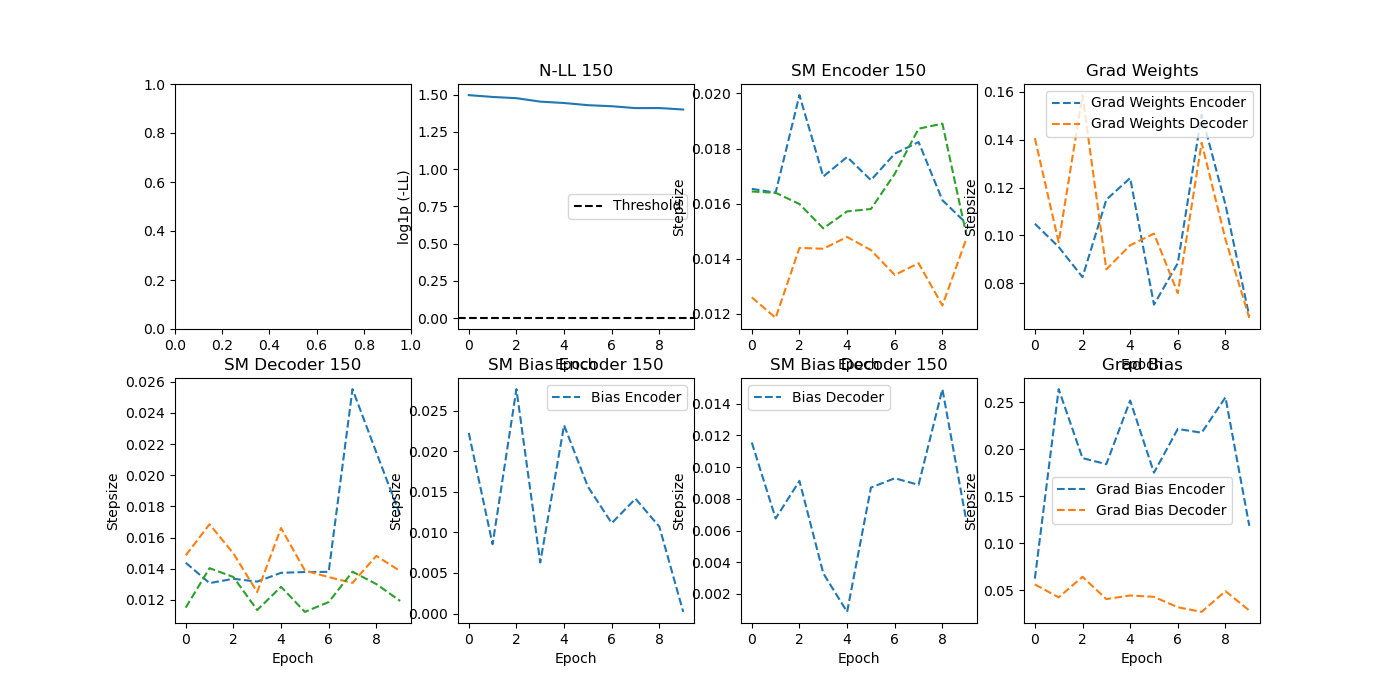 N-LL 150
SM Encoder 150
Grad Weights
1.0
0.8
0.6
0.4
0.2
0.0
0.0 0.2 0.4 0.6 0.8 1.0
log1p (-LL)
1.50
1.25
1.00
0.75
0.50
0.25
0.00
Threshold
0 2 4 6 8
Epoch
Stepsize
0.020
0.018
0.016
0.014
0.012
0 2 4 6 8
Epoch
Stepsize
0.16
0.14
0.12
0.10
0.08
Grad Weights Encoder
Grad Weights Decoder
0 2 4 6 8
Epoch
SM Decoder 150
SM Bias Encoder 150
SM Bias Decoder 150
Grad Bias
Stepsize
0.026
0.024
0.022
0.020
0.018
0.016
0.014
0.012
0 2 4 6 8
Epoch
Stepsize
0.025
0.020
0.015
0.010
0.005
0.000
Bias Encoder
0 2 4 6 8
Epoch
Stepsize
0.014
0.012
0.010
0.008
0.006
0.004
0.002
Bias Decoder
0 2 4 6 8
Epoch
Stepsize
0.25
0.20
0.15
0.10
0.05
Grad Bias Encoder
Grad Bias Decoder
0 2 4 6 8
Epoch